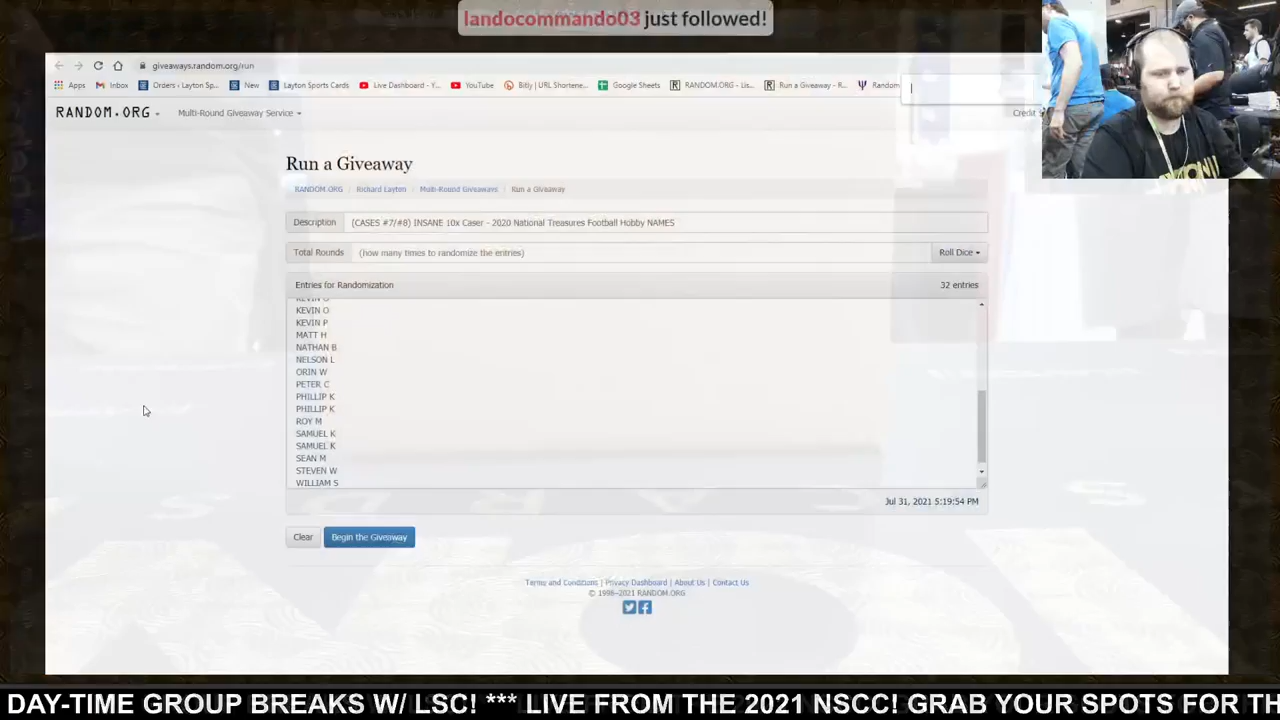 landocommando03 just followed!
giveaways.random.org/run
Apps Inbox Orders ‹ Layton Sp... New Layton Sports Cards Live Dashboard - Y... YouTube Bitly | URL Shortene... Google Sheets RANDOM.ORG - Lis... Run a Giveaway - R... Random
RANDOM.ORG Multi-Round Giveaway Service Credit
Run a Giveaway
RANDOM.ORG / Richard Layton / Multi-Round Giveaways / Run a Giveaway
Description (CASES #7/#8) INSANE 10x Caser - 2020 National Treasures Football Hobby NAMES
Total Rounds (how many times to randomize the entries) Roll Dice
Entries for Randomization 32 entries
KEVIN O
KEVIN P
MATT H
NATHAN B
NELSON L
ORIN W
PETER C
PHILLIP K
PHILLIP K
ROY M
SAMUEL K
SAMUEL K
SEAN M
STEVEN W
WILLIAM S
Jul 31, 2021 5:19:54 PM
Clear Begin the Giveaway
Terms and Conditions | Privacy Dashboard | About Us | Contact Us
© 1998–2021 RANDOM.ORG
DAY-TIME GROUP BREAKS W/ LSC! *** LIVE FROM THE 2021 NSCC! GRAB YOUR SPOTS FOR TH